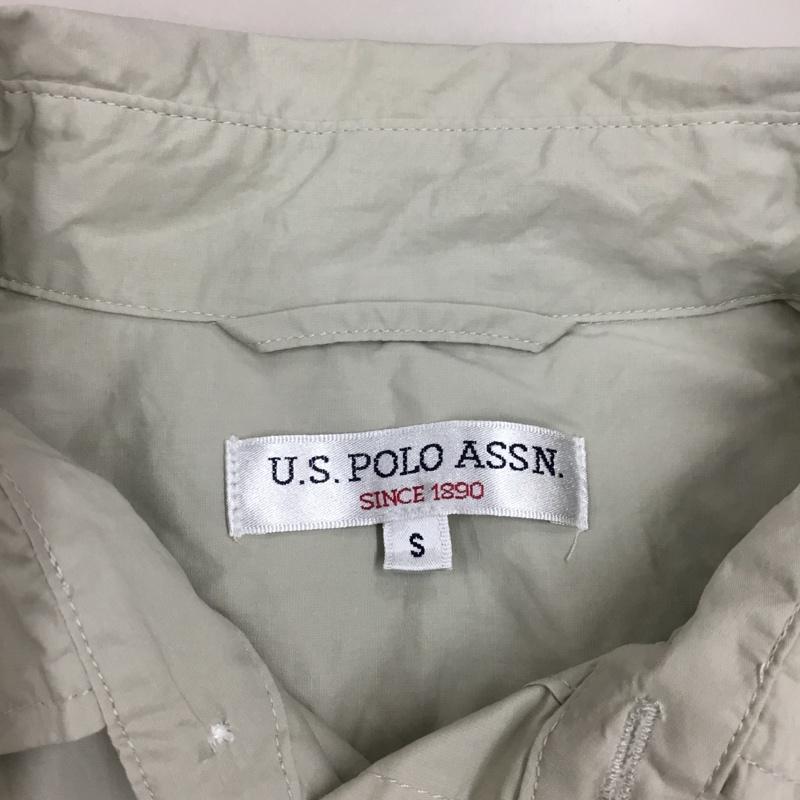 U.S. POLO ASSN.
SINCE 1890
S